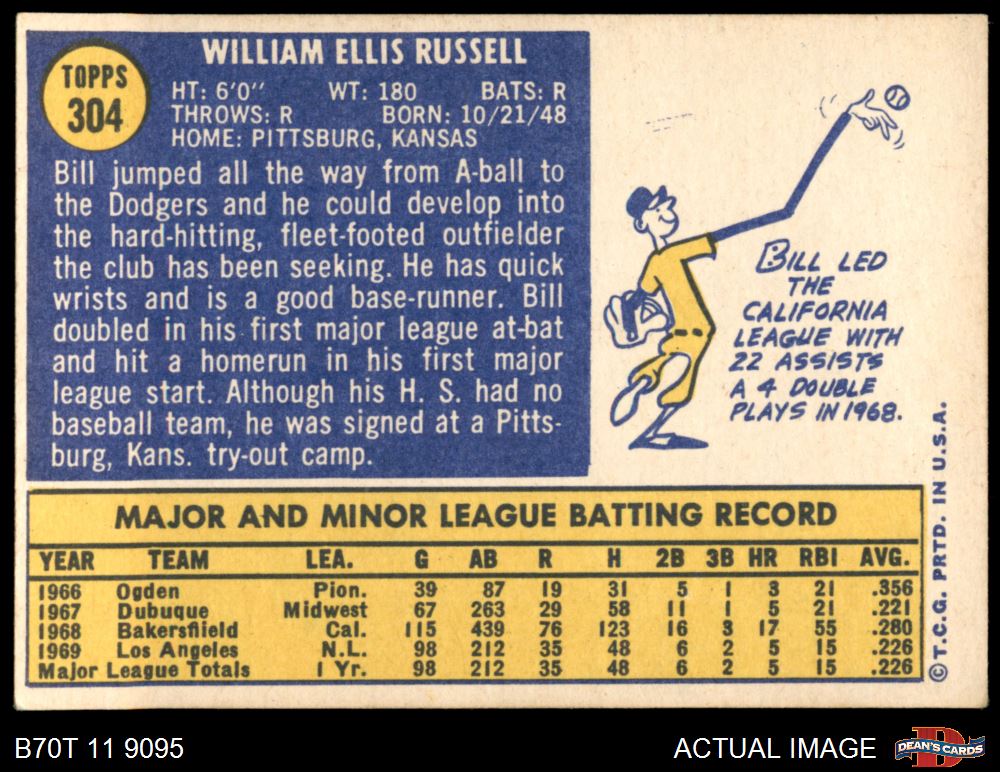 TOPPS
304
WILLIAM ELLIS RUSSELL
HT: 6'0" WT: 180 BATS: R
THROWS: R BORN: 10/21/48
HOME: PITTSBURG, KANSAS
Bill jumped all the way from A-ball to
the Dodgers and he could develop into
the hard-hitting, fleet-footed outfielder
the club has been seeking. He has quick
wrists and is a good base-runner. Bill
doubled in his first major league at-bat
and hit a homerun in his first major
league start. Although his H. S. had no
baseball team, he was signed at a Pitts-
burg, Kans. try-out camp.
BILL LED
THE
CALIFORNIA
LEAGUE WITH
22 ASSISTS
A 4 DOUBLE
PLAYS IN 1968.
MAJOR AND MINOR LEAGUE BATTING RECORD
YEAR TEAM LEA. G AB R H 2B 3B HR RBI AVG.
1966 Ogden Pion. 39 87 19 31 5 1 3 21 .356
1967 Dubuque Midwest 67 263 29 58 11 1 5 21 .221
1968 Bakersfiield Cal. 115 439 76 123 16 3 17 55 .280
1969 Los Angeles N.L. 98 212 35 48 6 2 5 15 .226
Major League Totals 1 Yr. 98 212 35 48 6 2 5 15 .226
© T.C.G. PRTD. IN U.S.A.
B70T 11 9095
ACTUAL IMAGE
D
DEAN'S CARDS